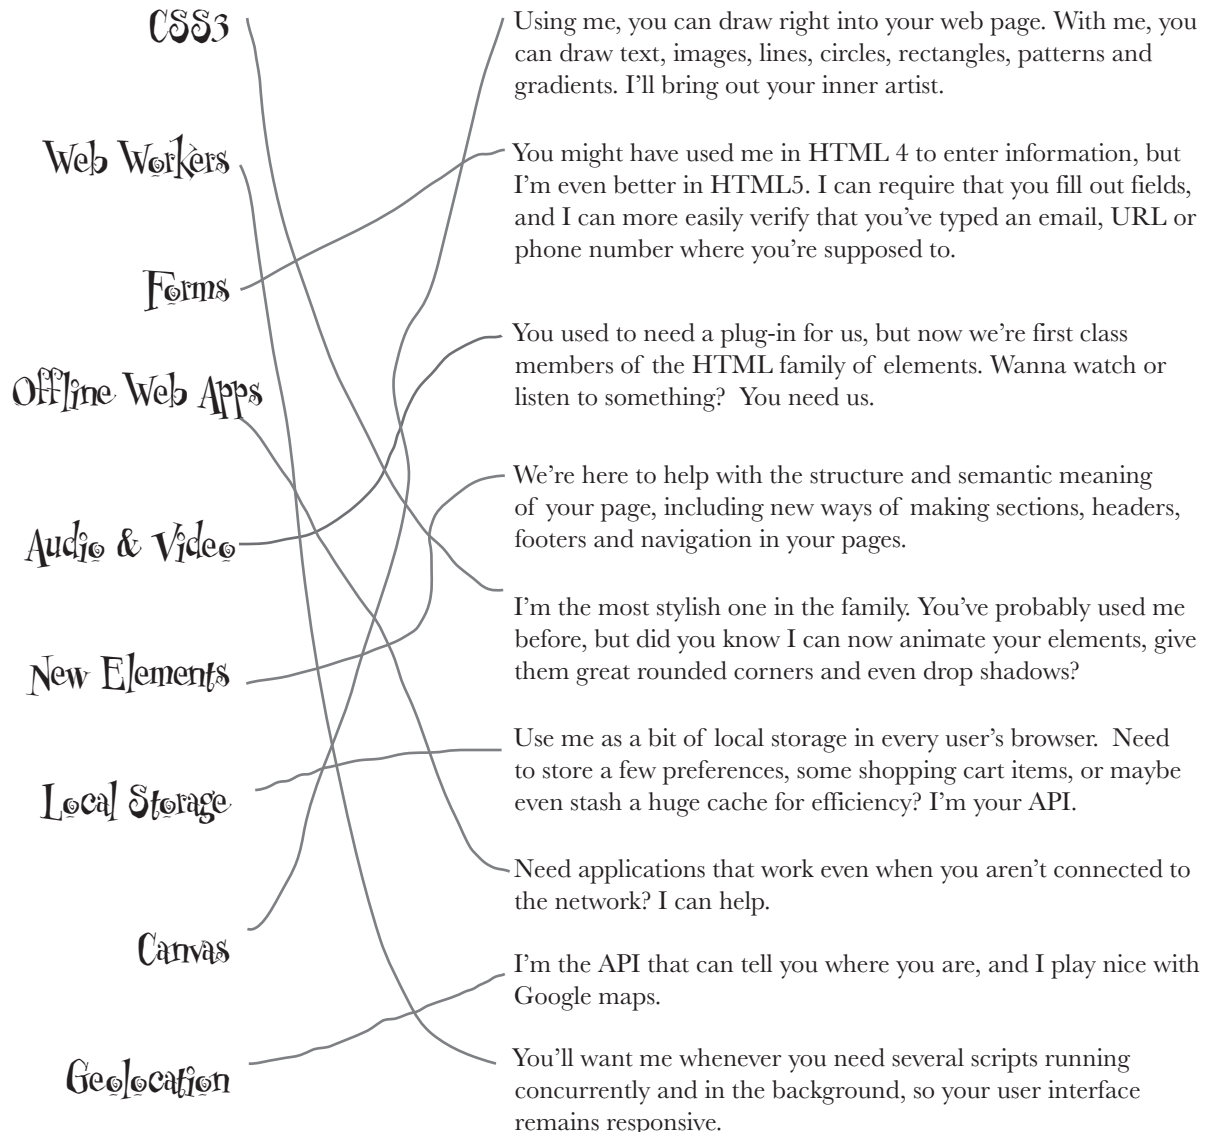 CSS3
Web Workers
Forms
Offline Web Apps
Audio & Video
New Elements
Local Storage
Canvas
Geolocation
Using me, you can draw right into your web page. With me, you
can draw text, images, lines, circles, rectangles, patterns and
gradients. I’ll bring out your inner artist.
You might have used me in HTML 4 to enter information, but
I’m even better in HTML5. I can require that you fill out fields,
and I can more easily verify that you’ve typed an email, URL or
phone number where you’re supposed to.
You used to need a plug-in for us, but now we’re first class
members of the HTML family of elements. Wanna watch or
listen to something? You need us.
We’re here to help with the structure and semantic meaning
of your page, including new ways of making sections, headers,
footers and navigation in your pages.
I’m the most stylish one in the family. You’ve probably used me
before, but did you know I can now animate your elements, give
them great rounded corners and even drop shadows?
Use me as a bit of local storage in every user’s browser. Need
to store a few preferences, some shopping cart items, or maybe
even stash a huge cache for efficiency? I’m your API.
Need applications that work even when you aren’t connected to
the network? I can help.
I’m the API that can tell you where you are, and I play nice with
Google maps.
You’ll want me whenever you need several scripts running
concurrently and in the background, so your user interface
remains responsive.